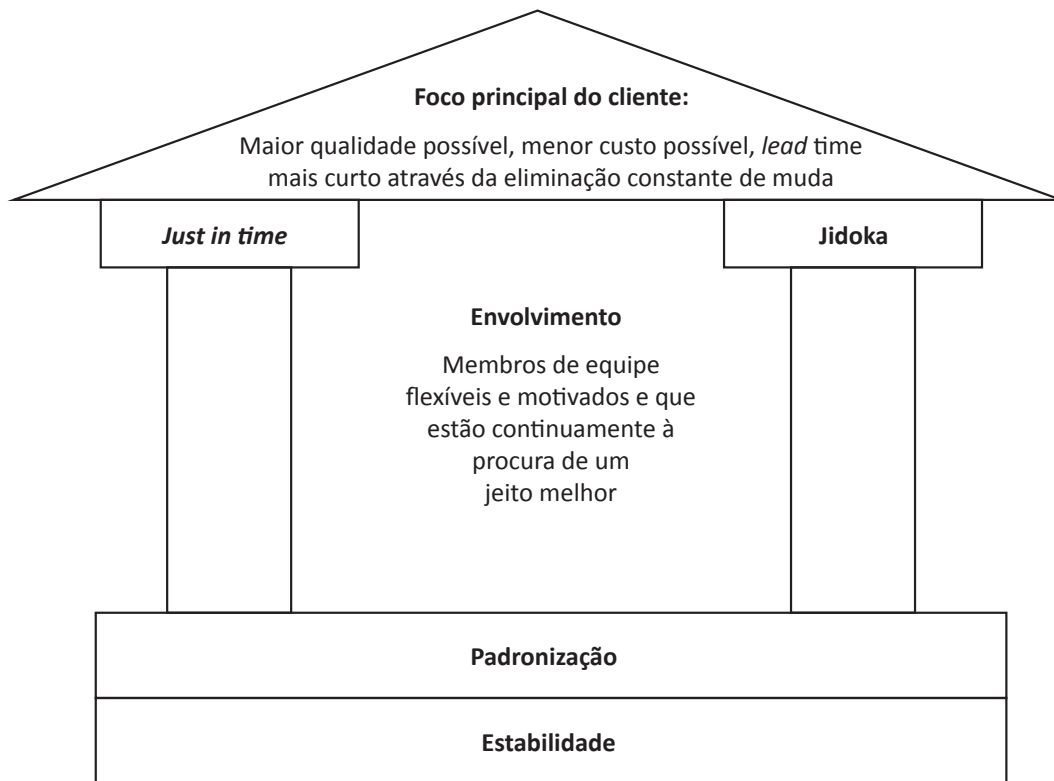 Foco principal do cliente:
Maior qualidade possível, menor custo possível, lead time
mais curto através da eliminação constante de muda
Just in time
Jidoka
Envolvimento
Membros de equipe
flexíveis e motivados e que
estão continuamente à
procura de um
jeito melhor
Padronização
Estabilidade